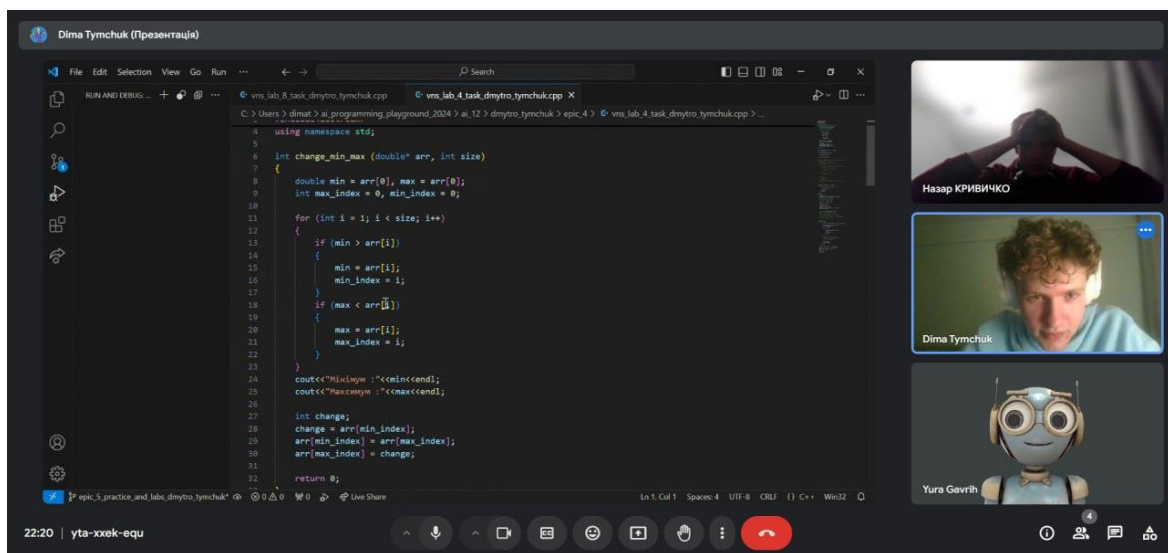 Dima Tymchuk (Презентація)
File Edit Selection View Go Run ··· Search
RUN AND DEBUG: ... vns_lab_8_task_dmytro_tymchuk.cpp vns_lab_4_task_dmytro_tymchuk.cpp
C: > Users > dimat > ai_programming_playground_2024 > ai_12 > dmytro_tymchuk > epic_4 > vns_lab_4_task_dmytro_tymchuk.cpp > ...
4 using namespace std;
5
6 int change_min_max (double* arr, int size)
7 {
8 double min = arr[0], max = arr[0];
9 int max_index = 0, min_index = 0;
10
11 for (int i = 1; i < size; i++)
12 {
13 if (min > arr[i])
14 {
15 min = arr[i];
16 min_index = i;
17 }
18 if (max < arr[i])
19 {
20 max = arr[i];
21 max_index = i;
22 }
23 }
24 cout<<"Мінімум :"<<min<<endl;
25 cout<<"Максимум :"<<max<<endl;
26
27 int change;
28 change = arr[min_index];
29 arr[min_index] = arr[max_index];
30 arr[max_index] = change;
31
32 return 0;
epic_5_practice_and_labs_dmytro_tymchuk* 0 0 0 Live Share Ln 1, Col 1 Spaces: 4 UTF-8 CRLF {} C++ Win32
Назар КРИВИЧКО
Dima Tymchuk
Yura Gavrih
22:20 | yta-xxek-equ
4